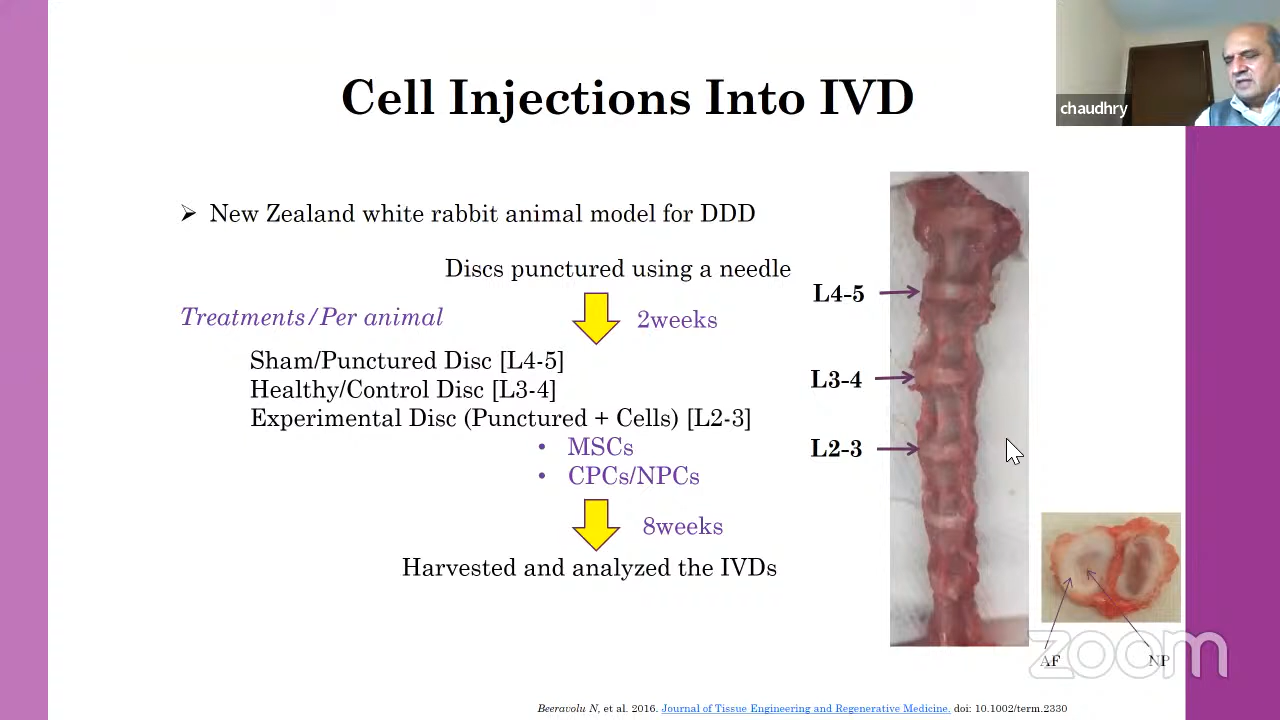 Cell Injections Into IVD
chaudhry
➢ New Zealand white rabbit animal model for DDD
Discs punctured using a needle
Treatments/Per animal
2weeks
Sham/Punctured Disc [L4-5]
Healthy/Control Disc [L3-4]
Experimental Disc (Punctured + Cells) [L2-3]
• MSCs
• CPCs/NPCs
8weeks
Harvested and analyzed the IVDs
L4-5
L3-4
L2-3
AF
NP
zoom
Beeravolu N, et al. 2016. Journal of Tissue Engineering and Regenerative Medicine. doi: 10.1002/term.2330